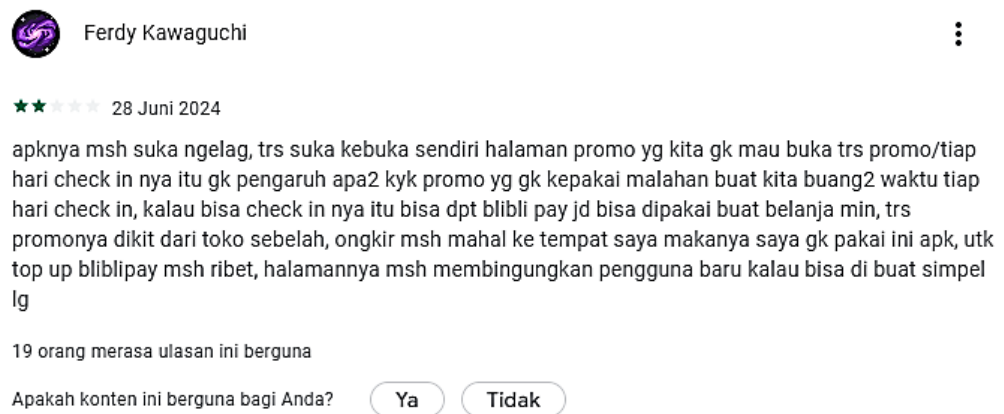 Ferdy Kawaguchi
28 Juni 2024
apknya msh suka ngelag, trs suka kebuka sendiri halaman promo yg kita gk mau buka trs promo/tiap
hari check in nya itu gk pengaruh apa2 kyk promo yg gk kepakai malahan buat kita buang2 waktu tiap
hari check in, kalau bisa check in nya itu bisa dpt blibli pay jd bisa dipakai buat belanja min, trs
promonya dikit dari toko sebelah, ongkir msh mahal ke tempat saya makanya saya gk pakai ini apk, utk
top up bliblipay msh ribet, halamannya msh membingungkan pengguna baru kalau bisa di buat simpel
lg
19 orang merasa ulasan ini berguna
Apakah konten ini berguna bagi Anda? Ya Tidak